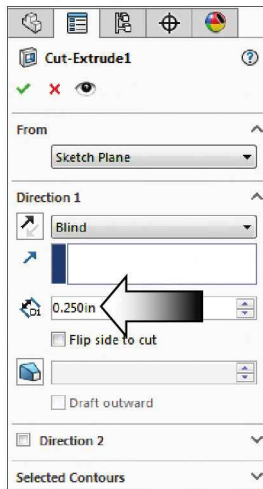 Cut-Extrude1
From
Sketch Plane
Direction 1
Blind
D1 0.250in
Flip side to cut
Draft outward
Direction 2
Selected Contours